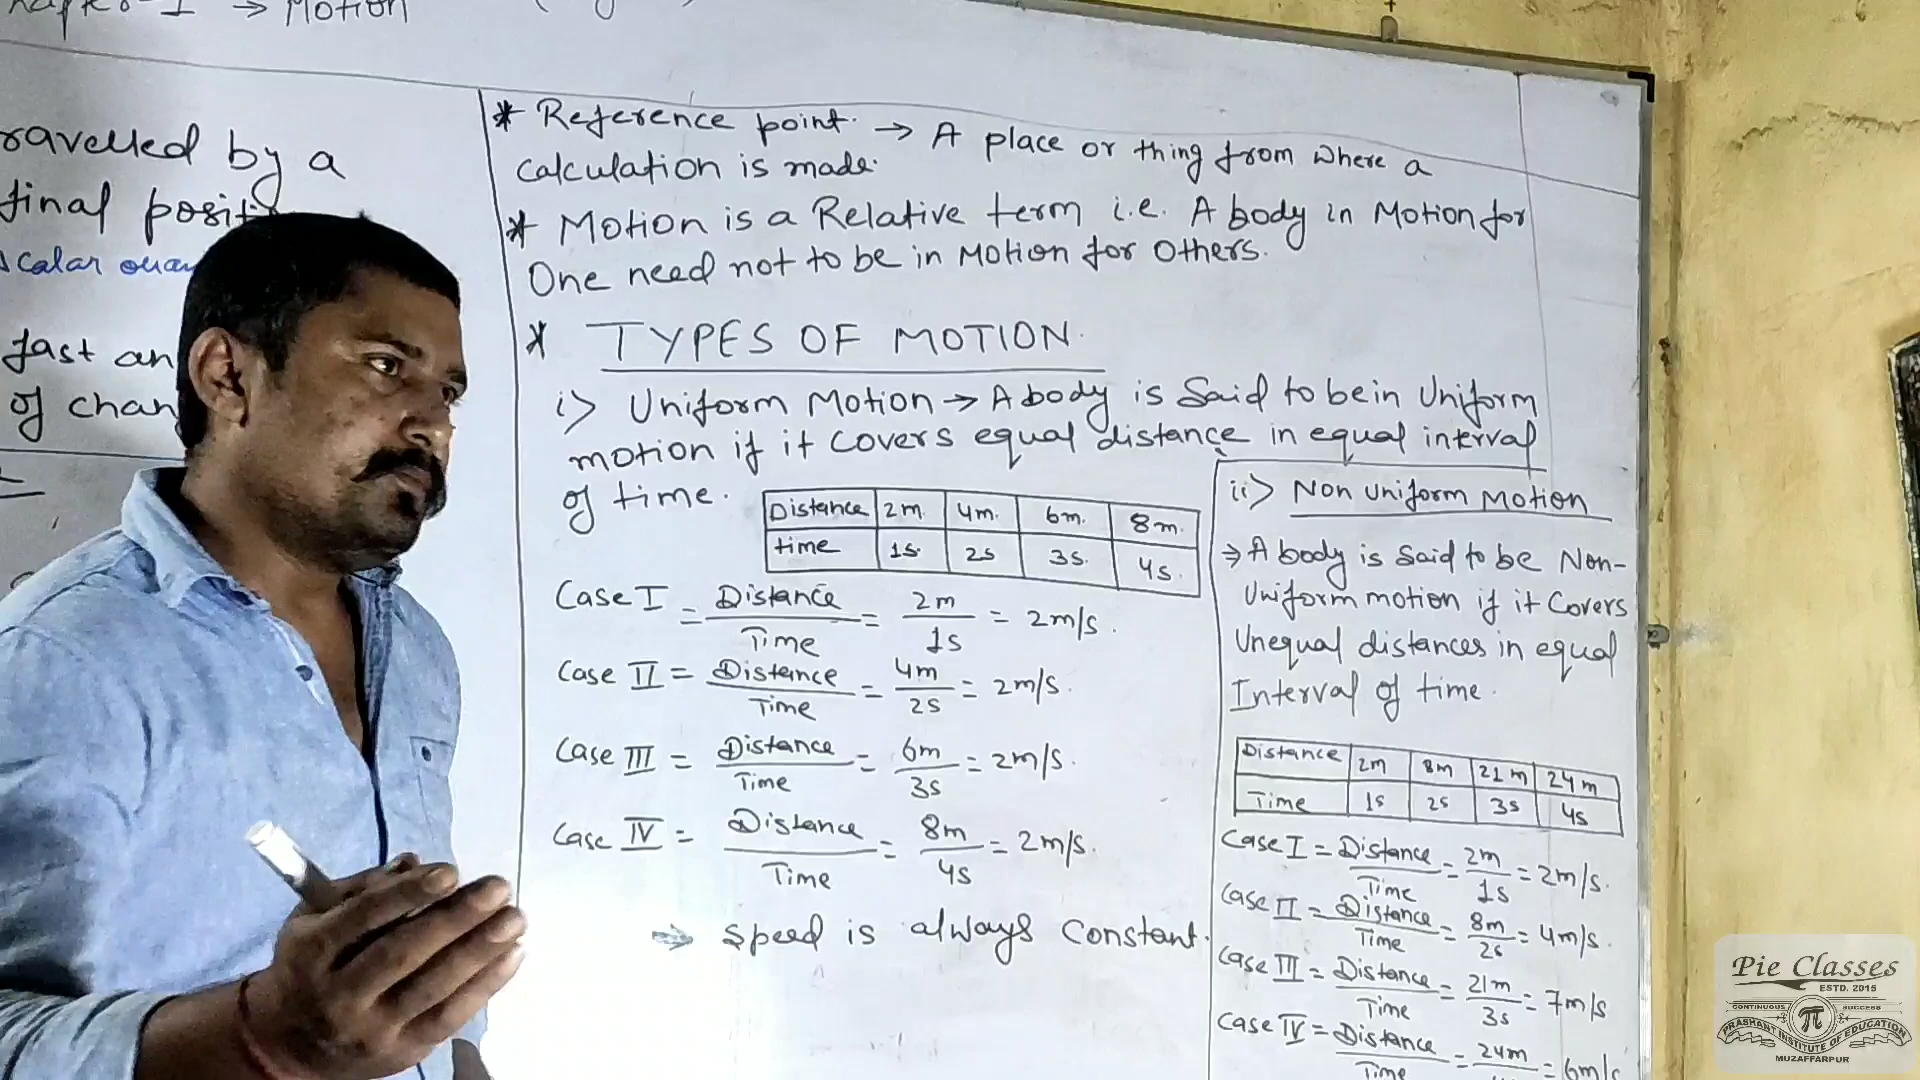 → Motion
ravelled by a
final posit
scalar
fast an
of chan
* Reference point. → A place or thing from where a
calculation is made.
* Motion is a Relative term i.e. A body in Motion for
One need not to be in Motion for Others.
* TYPES OF MOTION.
i> Uniform Motion → A body is Said to be in Uniform
motion if it covers equal distance in equal interval
of time.
Distance 2m. 4m. 6m. 8m.
time 1s. 2s 3s. 4s.
Case I = Distance/Time = 2m/1s = 2m/s.
Case II = Distance/Time = 4m/2s = 2m/s.
Case III = Distance/Time = 6m/3s = 2m/s.
Case IV = Distance/Time = 8m/4s = 2m/s.
⇒ Speed is always Constant.
ii> Non Uniform Motion
→ A body is said to be Non-
Uniform motion if it Covers
Unequal distances in equal
Interval of time.
Distance 2m 8m 21m 24m
Time 1s 2s 3s 4s
Case I = Distance/Time = 2m/1s = 2m/s.
Case II = Distance/Time = 8m/2s = 4m/s.
Case III = Distance/Time = 21m/3s = 7m/s
Case IV = Distance/Time = 24m = 6m/s
Pie Classes
ESTD. 2015
CONTINUOUS SUCCESS
π
PRASHANT INSTITUTE OF EDUCATION
MUZAFFARPUR